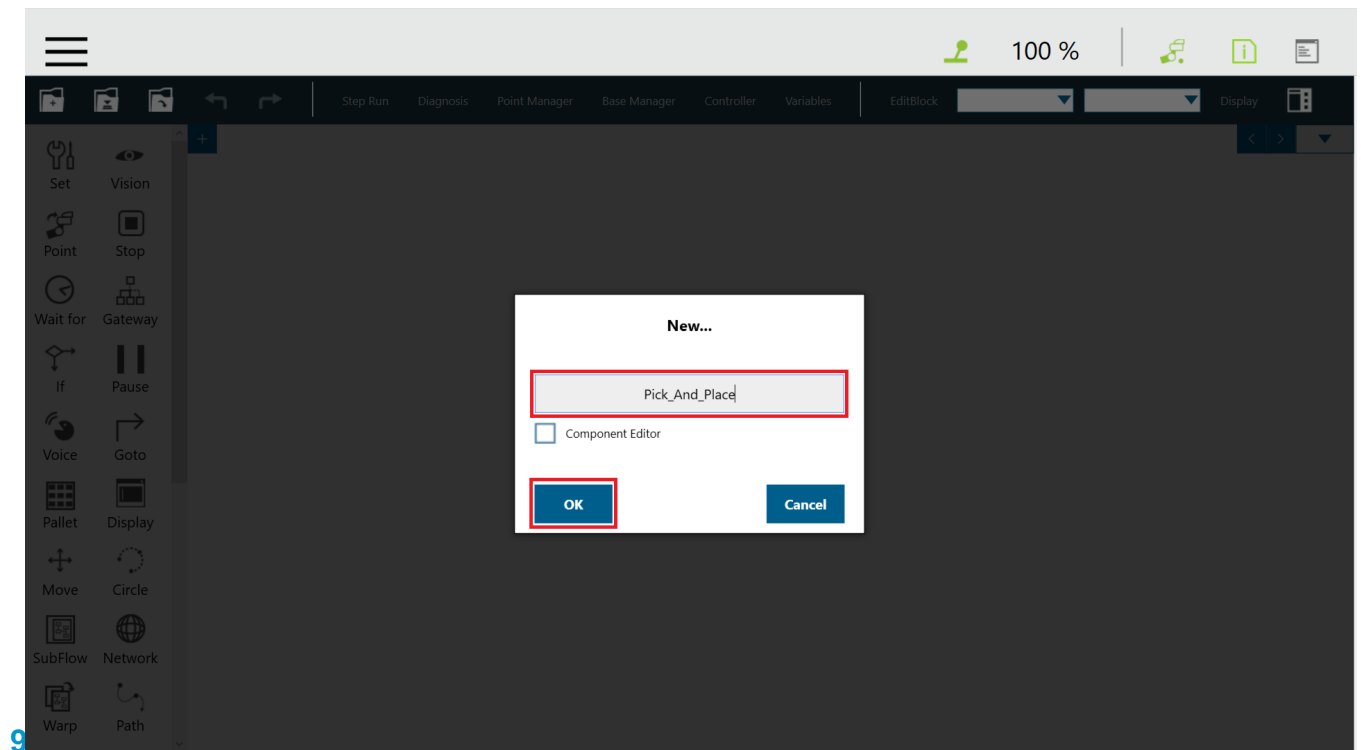 100 %
Step Run Diagnosis Point Manager Base Manager Controller Variables EditBlock Display
Set Vision
Point Stop
Wait for Gateway
If Pause
Voice Goto
Pallet Display
Move Circle
SubFlow Network
Warp Path
New...
Pick_And_Place
Component Editor
OK Cancel
9